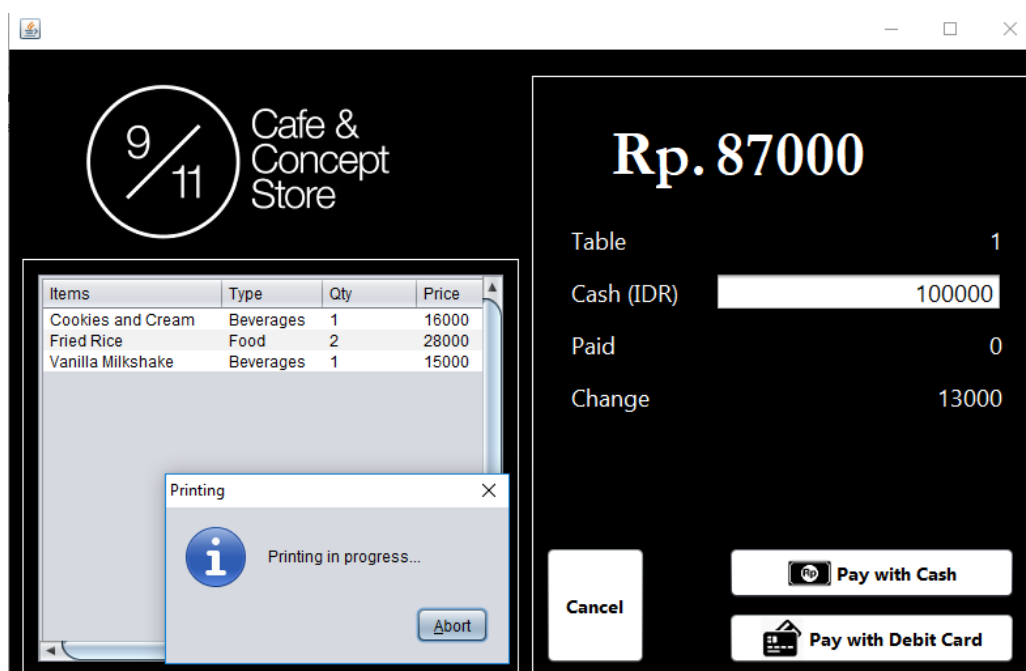 9/11
Cafe &
Concept
Store
Items Type Qty Price
Cookies and Cream Beverages 1 16000
Fried Rice Food 2 28000
Vanilla Milkshake Beverages 1 15000
Printing
Printing in progress...
Abort
Rp. 87000
Table 1
Cash (IDR) 100000
Paid 0
Change 13000
Cancel
Rp Pay with Cash
Pay with Debit Card